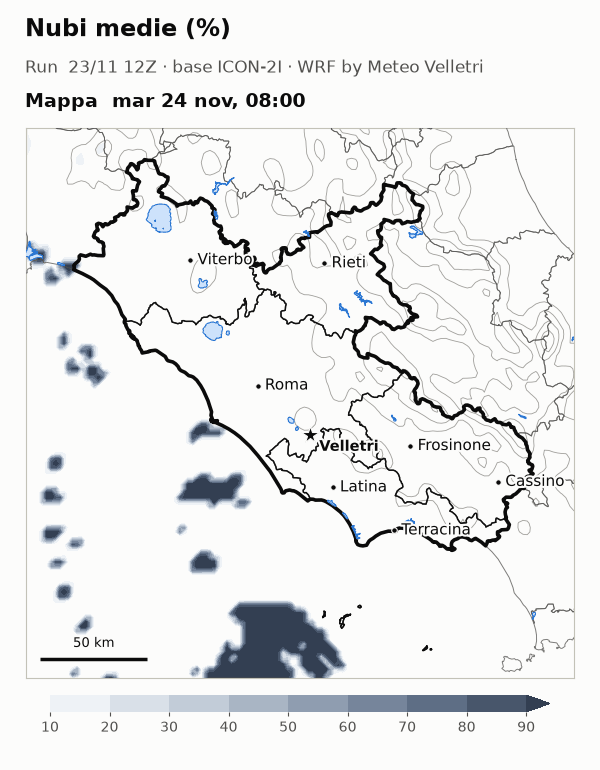 Nubi medie (%)
Run  23/11 12Z · base ICON-2I · WRF by Meteo Velletri
Mappa  mar 24 nov, 08:00
Viterbo
Rieti
Roma
Velletri
Frosinone
Cassino
Latina
Terracina
50 km
10 20 30 40 50 60 70 80 90